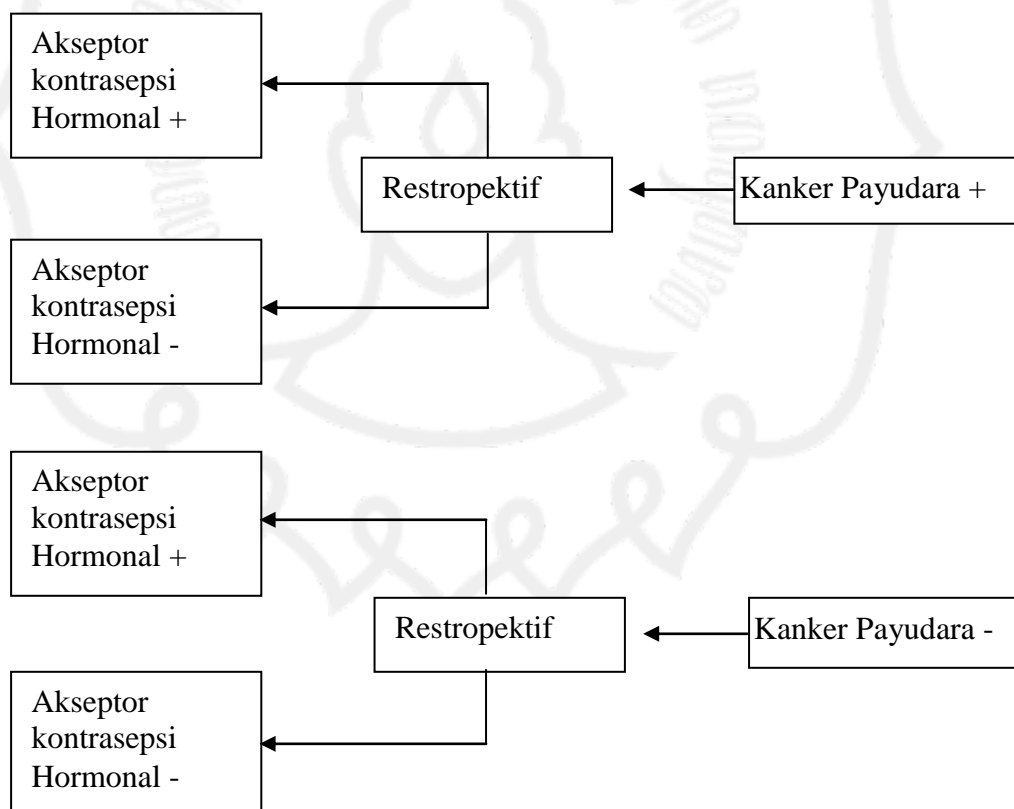 Akseptor
kontrasepsi
Hormonal +
Restropektif
Kanker Payudara +
Akseptor
kontrasepsi
Hormonal -
Akseptor
kontrasepsi
Hormonal +
Restropektif
Kanker Payudara -
Akseptor
kontrasepsi
Hormonal -